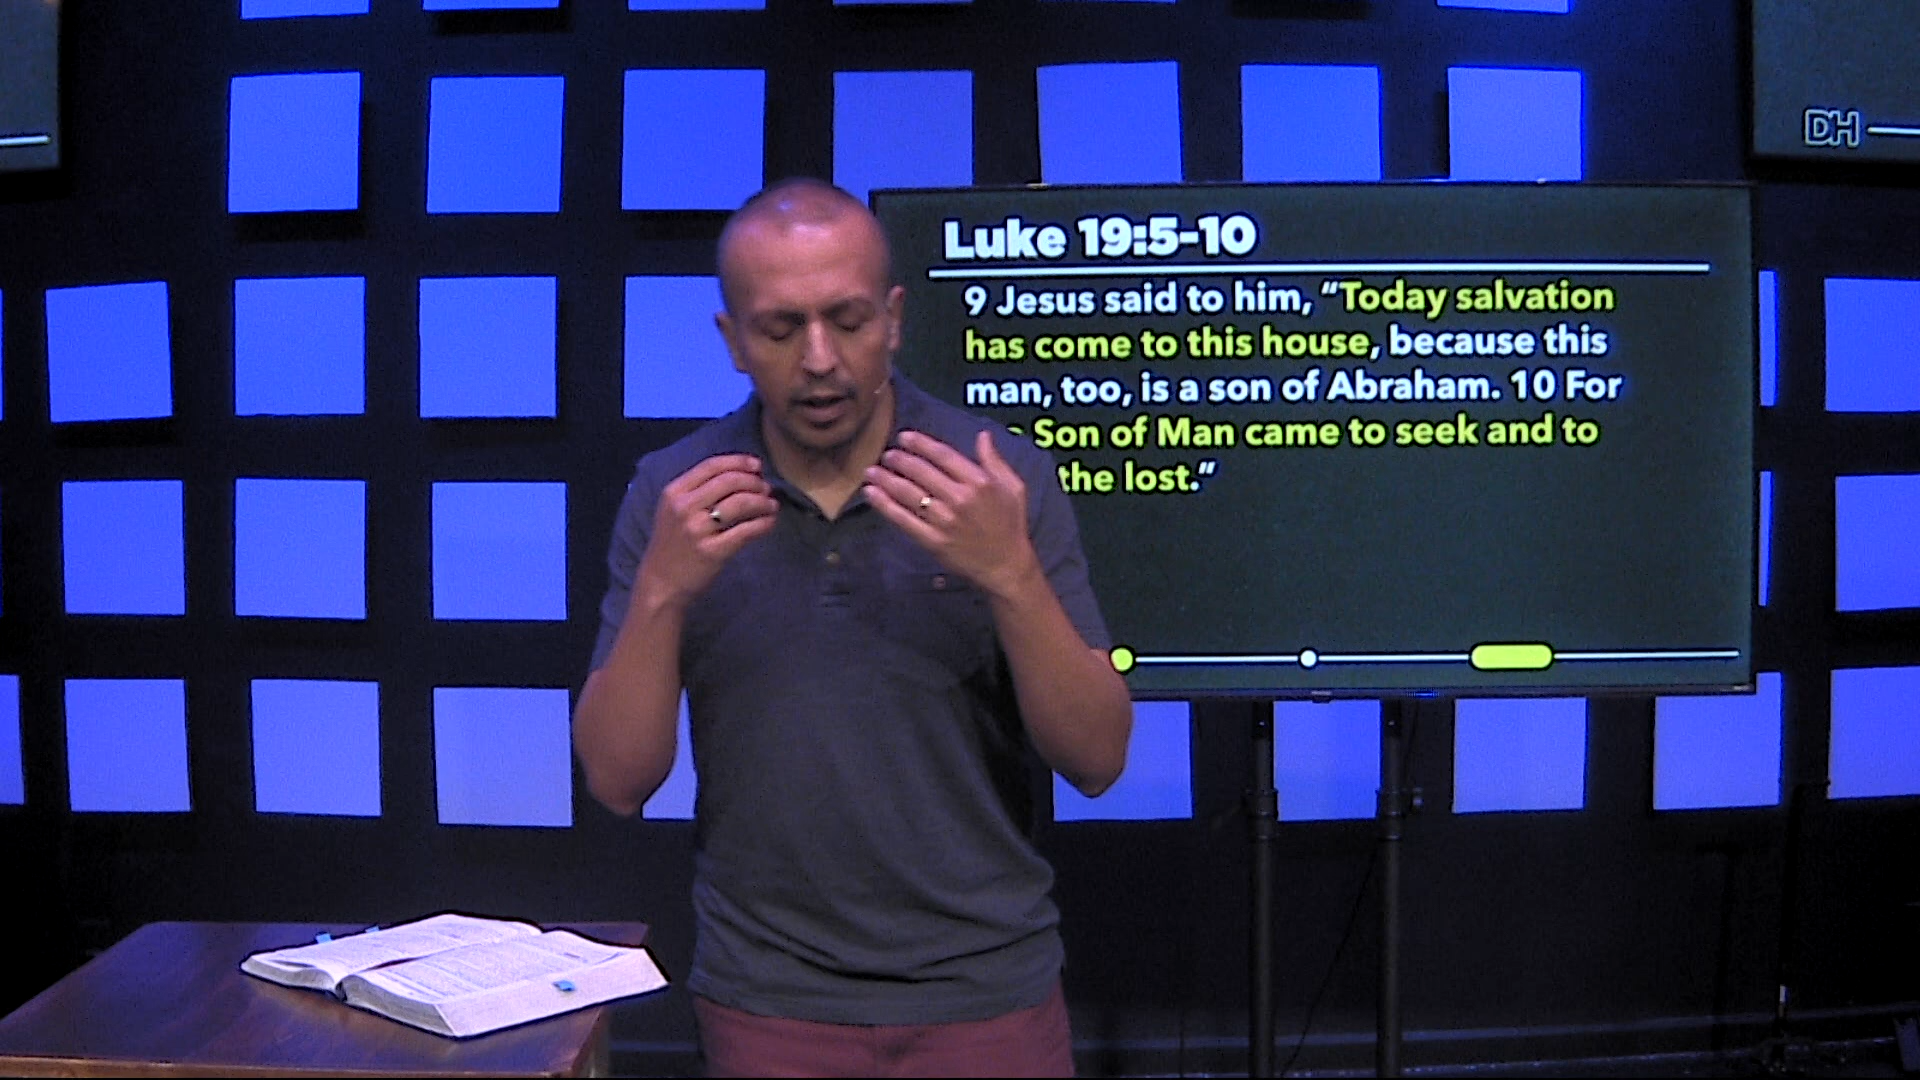 DH
Luke 19:5-10
9 Jesus said to him, “Today salvation
has come to this house, because this
man, too, is a son of Abraham. 10 For
Son of Man came to seek and to
the lost.”